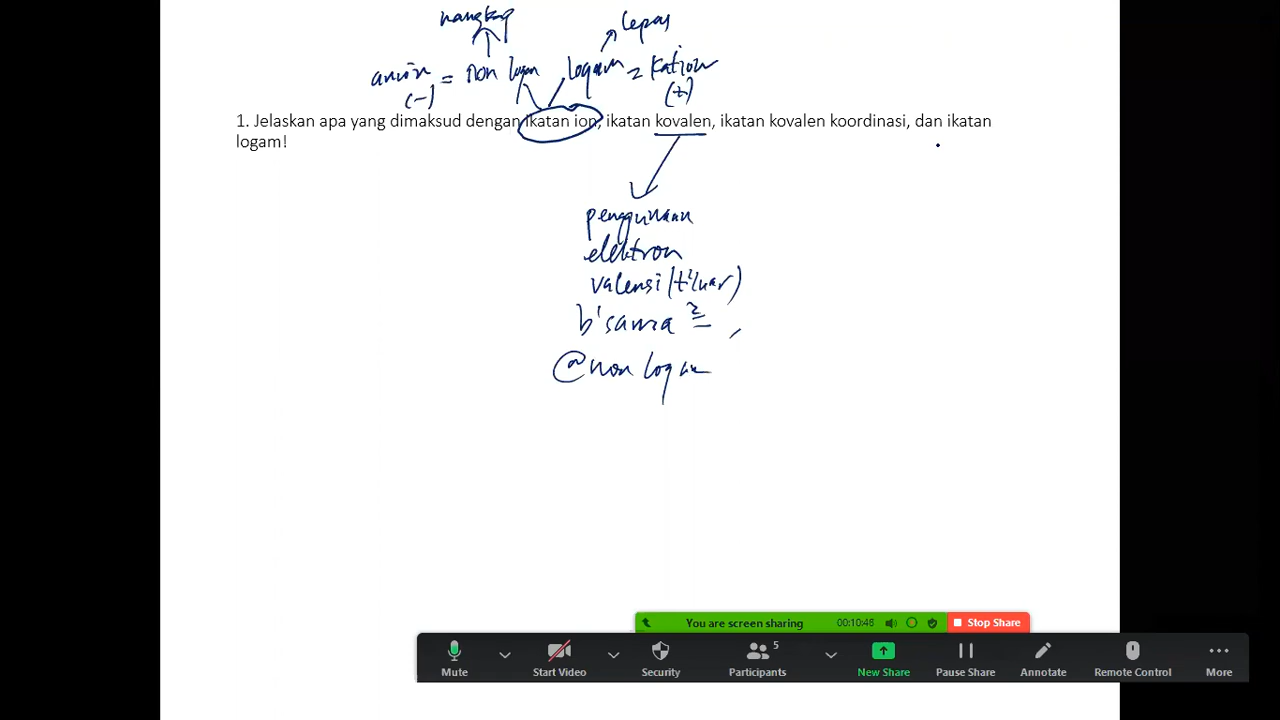 nangkap lepas
anion = non logam logam = kation
(-) (+)
1. Jelaskan apa yang dimaksud dengan ikatan ion, ikatan kovalen, ikatan kovalen koordinasi, dan ikatan
logam!
penggunaan
elektron
valensi (t'luar)
b'sama ²
@non logam
You are screen sharing 00:10:48 Stop Share
5
Mute Start Video Security Participants New Share Pause Share Annotate Remote Control More